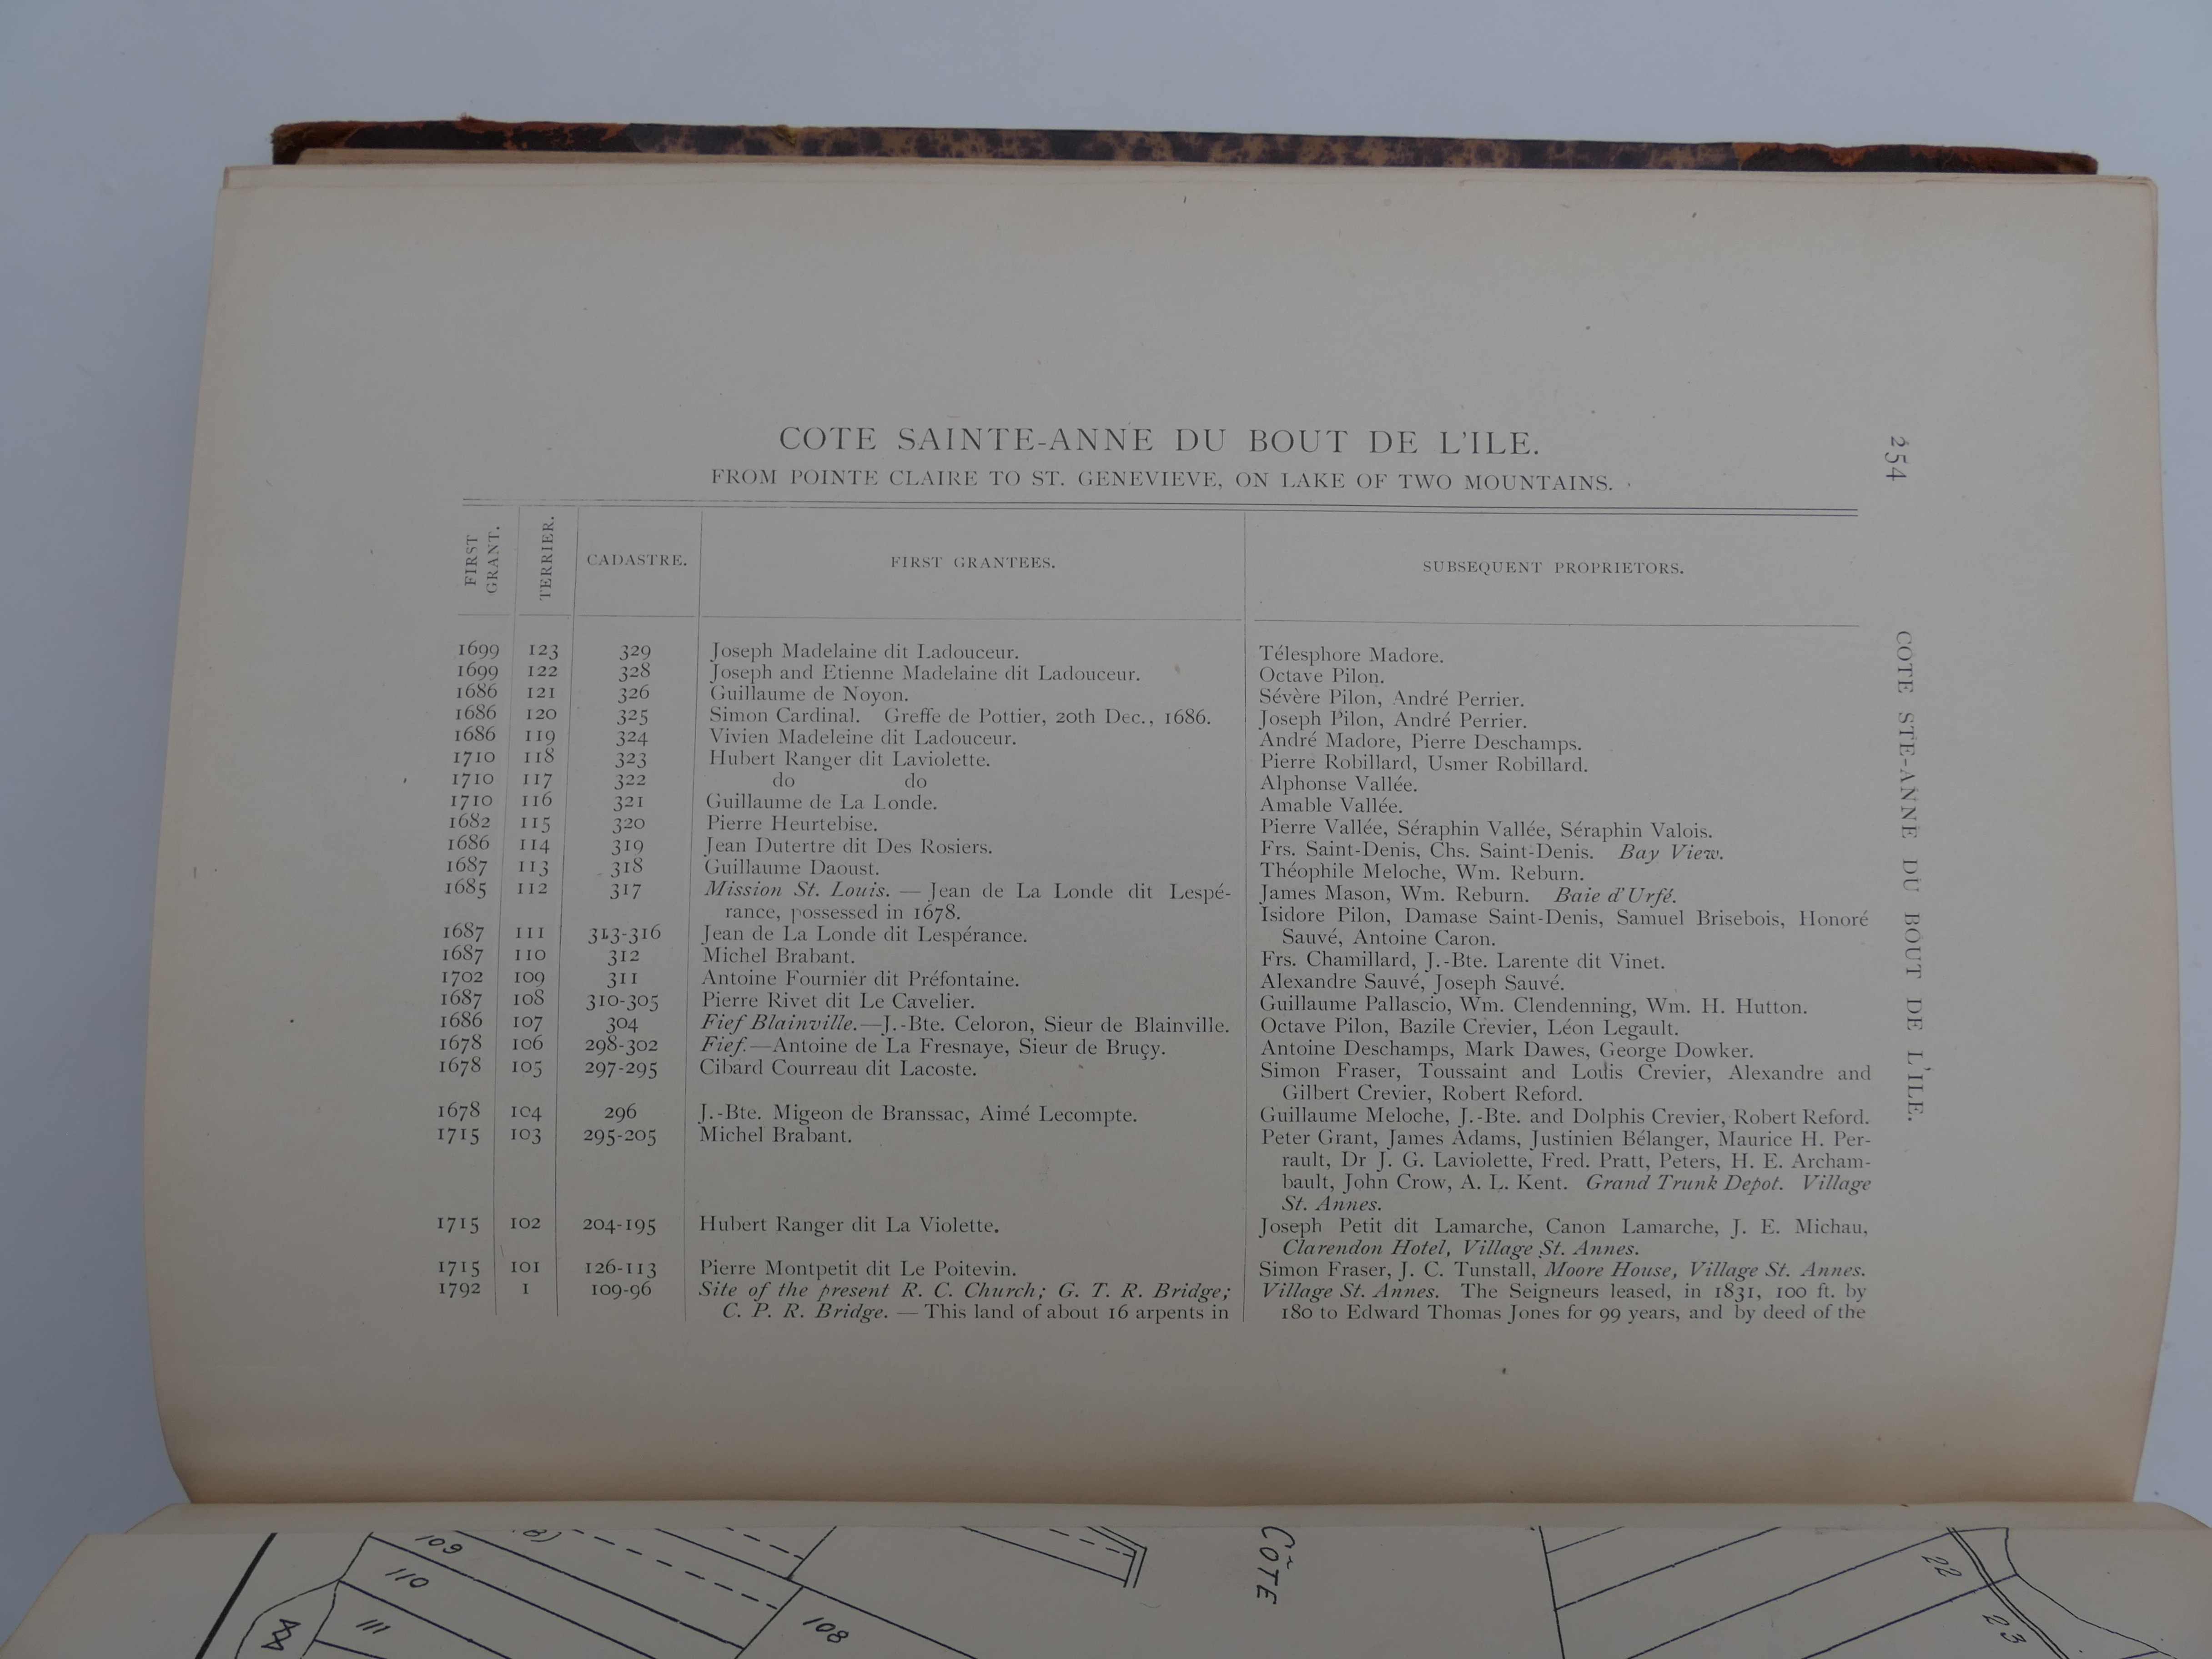 COTE SAINTE-ANNE DU BOUT DE L'ILE.
FROM POINTE CLAIRE TO ST. GENEVIEVE, ON LAKE OF TWO MOUNTAINS.
254
COTE STE-ANNE DU BOUT DE L'ILE.
FIRST GRANT. TERRIER. CADASTRE. FIRST GRANTEES. SUBSEQUENT PROPRIETORS.
1699 123 329 Joseph Madelaine dit Ladouceur. Télesphore Madore.
1699 122 328 Joseph and Etienne Madelaine dit Ladouceur. Octave Pilon.
1686 121 326 Guillaume de Noyon. Sévère Pilon, André Perrier.
1686 120 325 Simon Cardinal. Greffe de Pottier, 20th Dec., 1686. Joseph Pilon, André Perrier.
1686 119 324 Vivien Madeleine dit Ladouceur. André Madore, Pierre Deschamps.
1710 118 323 Hubert Ranger dit Laviolette. Pierre Robillard, Usmer Robillard.
1710 117 322 do do Alphonse Vallée.
1710 116 321 Guillaume de La Londe. Amable Vallée.
1682 115 320 Pierre Heurtebise. Pierre Vallée, Séraphin Vallée, Séraphin Valois.
1686 114 319 Jean Dutertre dit Des Rosiers. Frs. Saint-Denis, Chs. Saint-Denis. Bay View.
1687 113 318 Guillaume Daoust. Théophile Meloche, Wm. Reburn.
1685 112 317 Mission St. Louis. — Jean de La Londe dit Lespé- James Mason, Wm. Reburn. Baie d'Urfé.
rance, possessed in 1678. Isidore Pilon, Damase Saint-Denis, Samuel Brisebois, Honoré
1687 111 313-316 Jean de La Londe dit Lespérance. Sauvé, Antoine Caron.
1687 110 312 Michel Brabant. Frs. Chamillard, J.-Bte. Larente dit Vinet.
1702 109 311 Antoine Fournier dit Préfontaine. Alexandre Sauvé, Joseph Sauvé.
1687 108 310-305 Pierre Rivet dit Le Cavelier. Guillaume Pallascio, Wm. Clendenning, Wm. H. Hutton.
1686 107 304 Fief Blainville.—J.-Bte. Celoron, Sieur de Blainville. Octave Pilon, Bazile Crevier, Léon Legault.
1678 106 298-302 Fief.—Antoine de La Fresnaye, Sieur de Bruçy. Antoine Deschamps, Mark Dawes, George Dowker.
1678 105 297-295 Cibard Courreau dit Lacoste. Simon Fraser, Toussaint and Louis Crevier, Alexandre and
Gilbert Crevier, Robert Reford.
1678 104 296 J.-Bte. Migeon de Branssac, Aimé Lecompte. Guillaume Meloche, J.-Bte. and Dolphis Crevier, Robert Reford.
1715 103 295-205 Michel Brabant. Peter Grant, James Adams, Justinien Bélanger, Maurice H. Per-
rault, Dr J. G. Laviolette, Fred. Pratt, Peters, H. E. Archam-
bault, John Crow, A. L. Kent. Grand Trunk Depot. Village
St. Annes.
1715 102 204-195 Hubert Ranger dit La Violette. Joseph Petit dit Lamarche, Canon Lamarche, J. E. Michau,
Clarendon Hotel, Village St. Annes.
1715 101 126-113 Pierre Montpetit dit Le Poitevin. Simon Fraser, J. C. Tunstall, Moore House, Village St. Annes.
1792 1 109-96 Site of the present R. C. Church; G. T. R. Bridge; Village St. Annes. The Seigneurs leased, in 1831, 100 ft. by
C. P. R. Bridge. — This land of about 16 arpents in 180 to Edward Thomas Jones for 99 years, and by deed of the
109
110
111
108
CÔTE
22
23